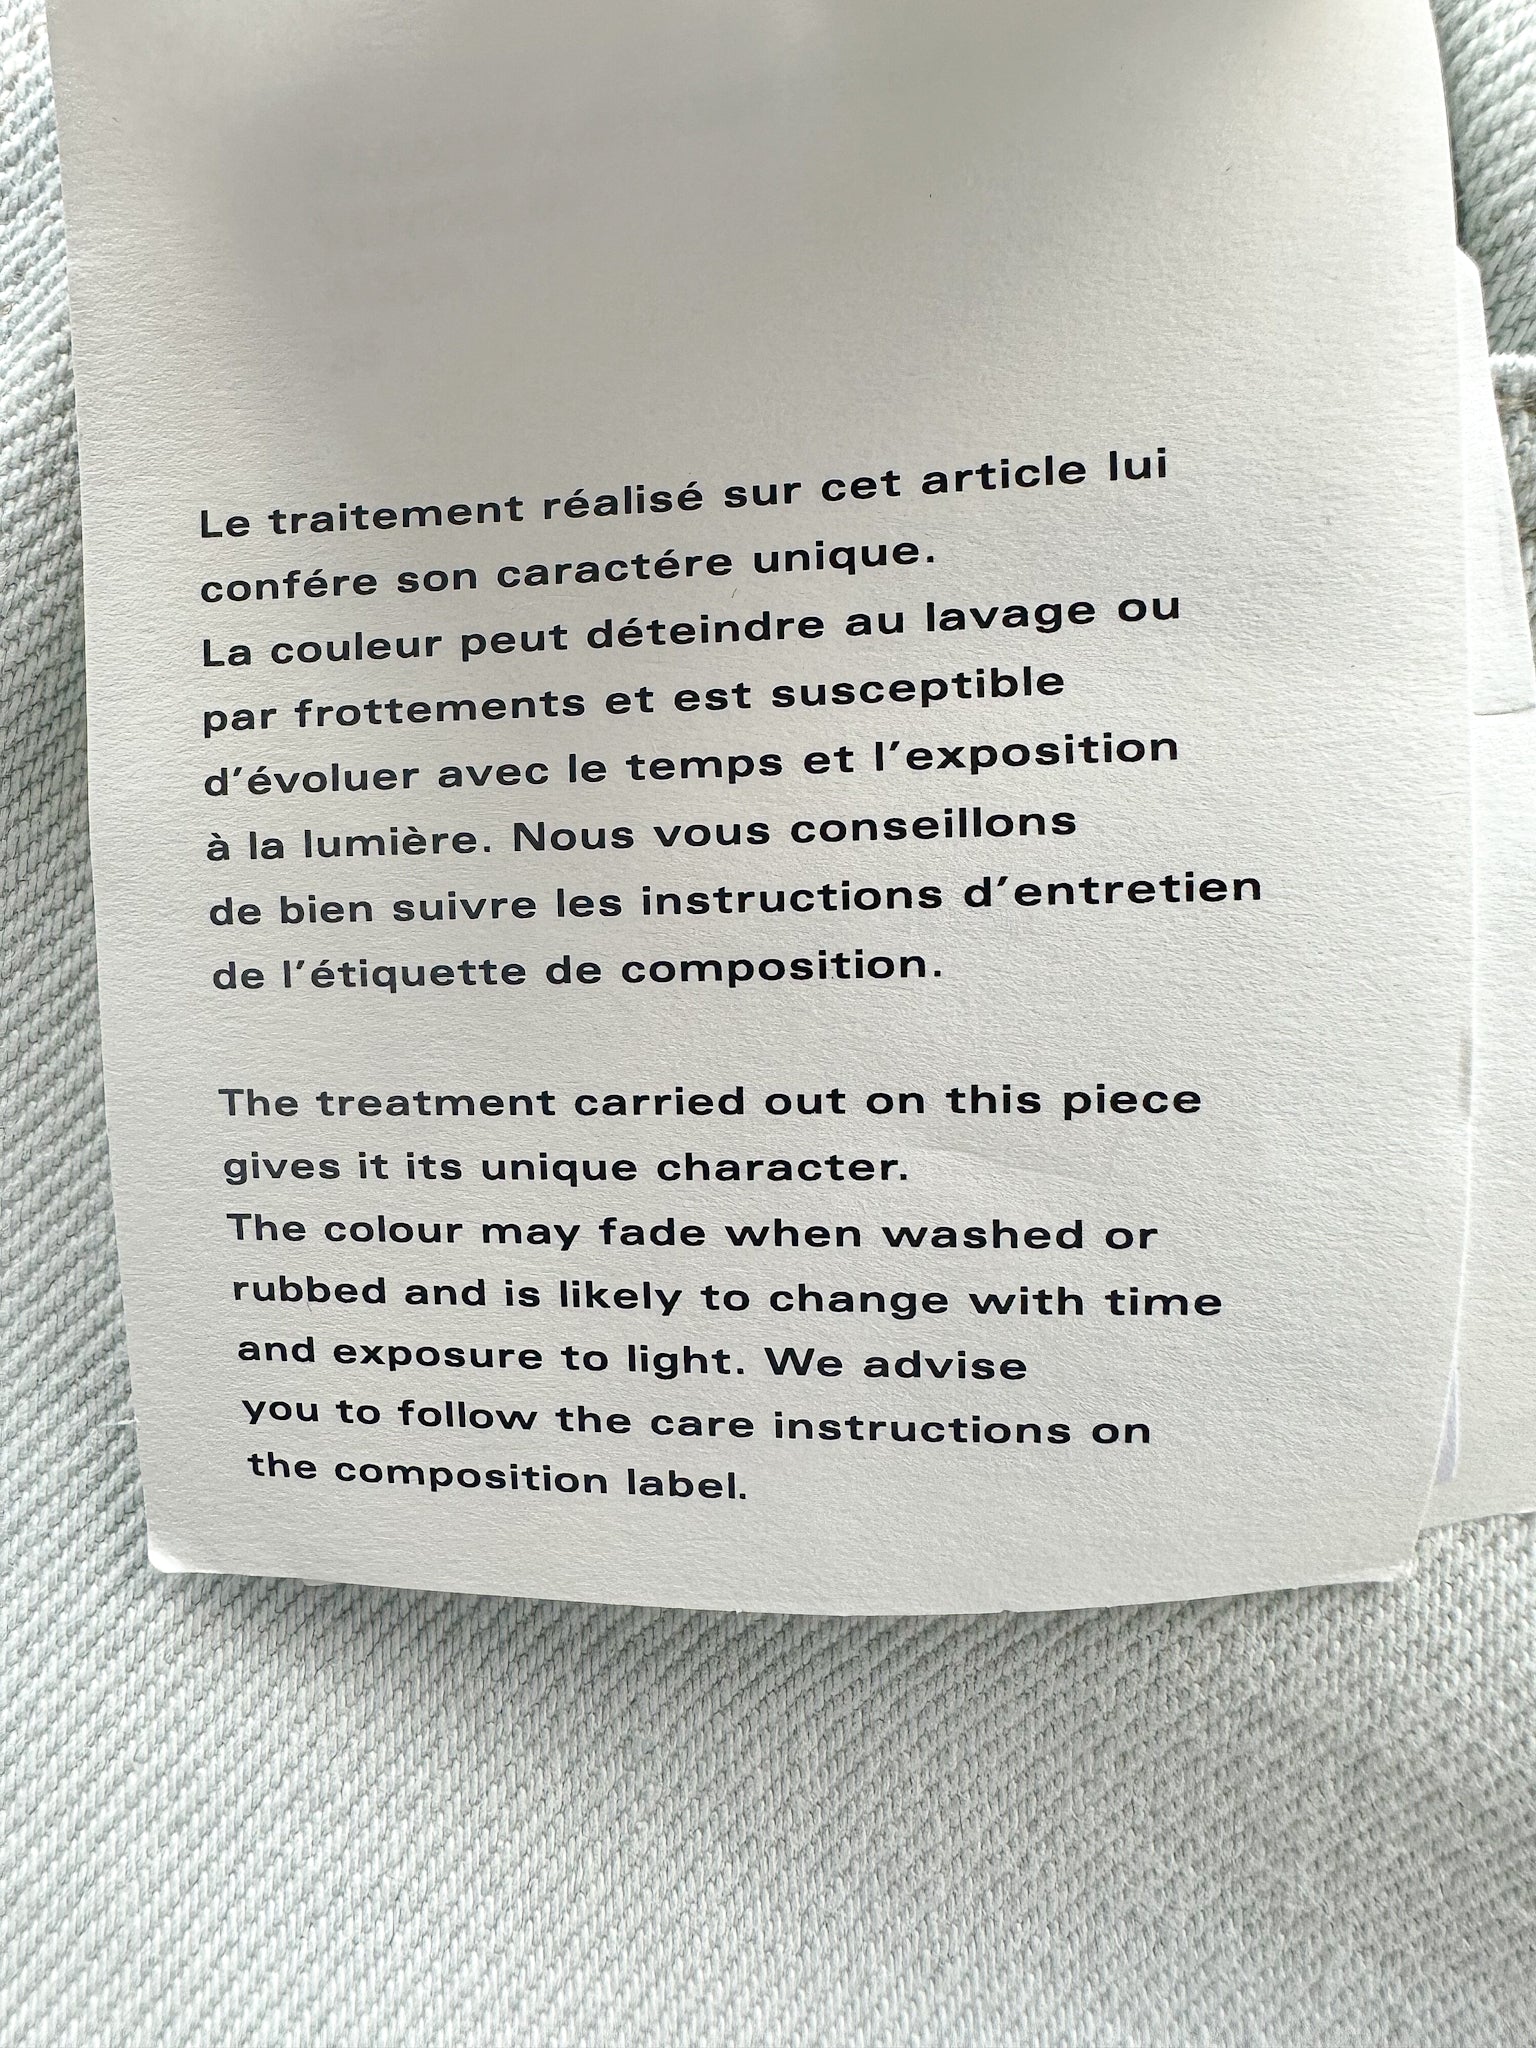 Le traitement réalisé sur cet article lui
confére son caractére unique.
La couleur peut déteindre au lavage ou
par frottements et est susceptible
d’évoluer avec le temps et l’exposition
à la lumière. Nous vous conseillons
de bien suivre les instructions d’entretien
de l’étiquette de composition.
The treatment carried out on this piece
gives it its unique character.
The colour may fade when washed or
rubbed and is likely to change with time
and exposure to light. We advise
you to follow the care instructions on
the composition label.